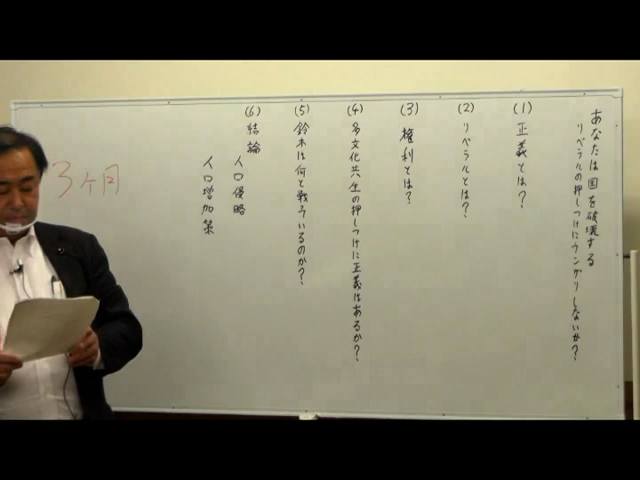 あなたは国を破壊する
リベラルの押しつけにウンザリしないか?
(1) 正義とは?
(2) リベラルとは?
(3) 権利とは?
(4) 多文化共生の押しつけに正義はあるか?
(5) 鈴木は何と戦っているのか?
(6) 結論
人口侵略
人口増加策
3ヶ月